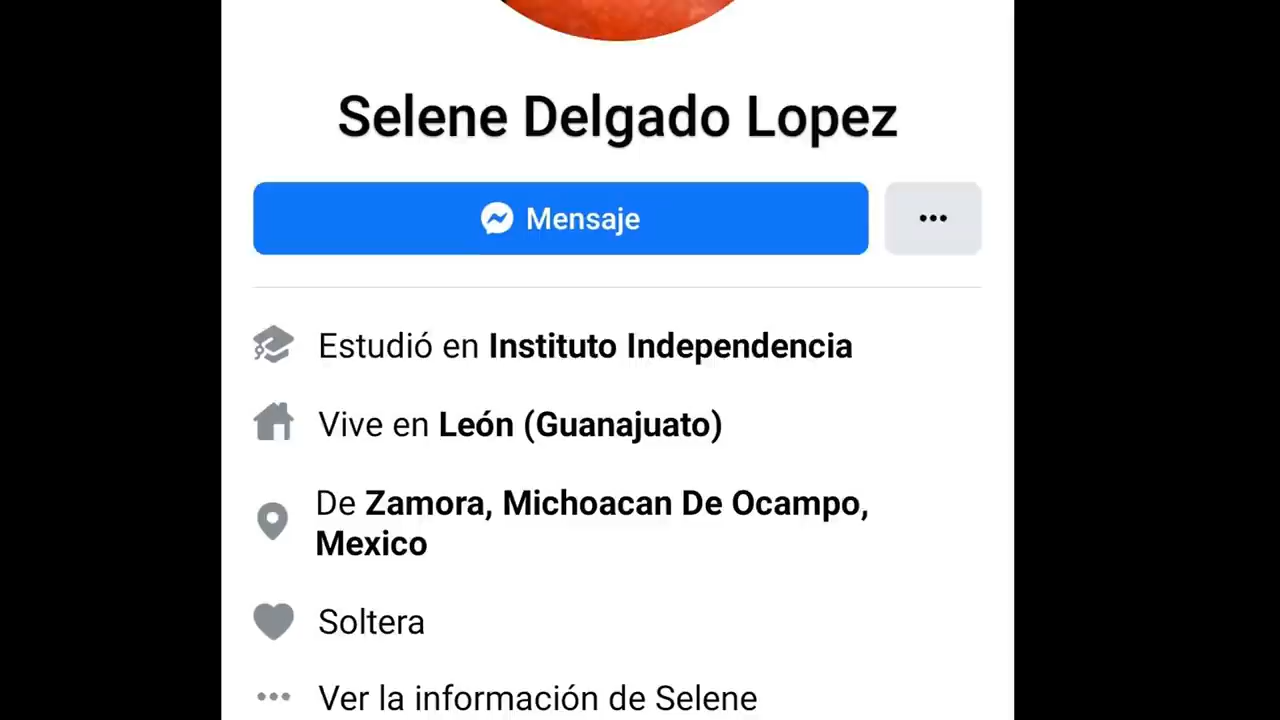 Selene Delgado Lopez
Mensaje
Estudió en Instituto Independencia
Vive en León (Guanajuato)
De Zamora, Michoacan De Ocampo,
Mexico
Soltera
Ver la información de Selene